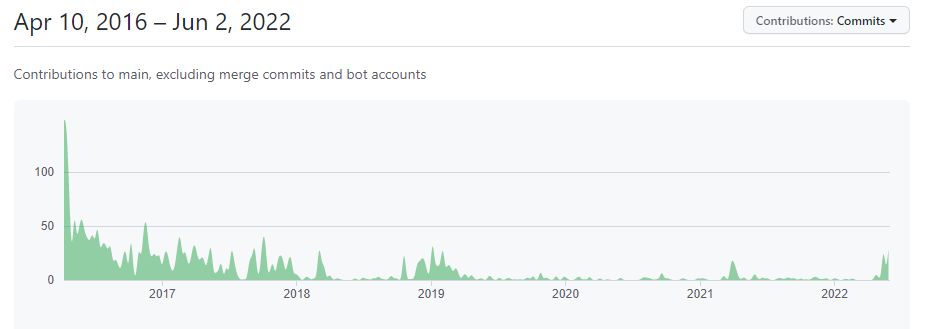 Apr 10, 2016 – Jun 2, 2022
Contributions: Commits
Contributions to main, excluding merge commits and bot accounts
100
50
0
2017 2018 2019 2020 2021 2022